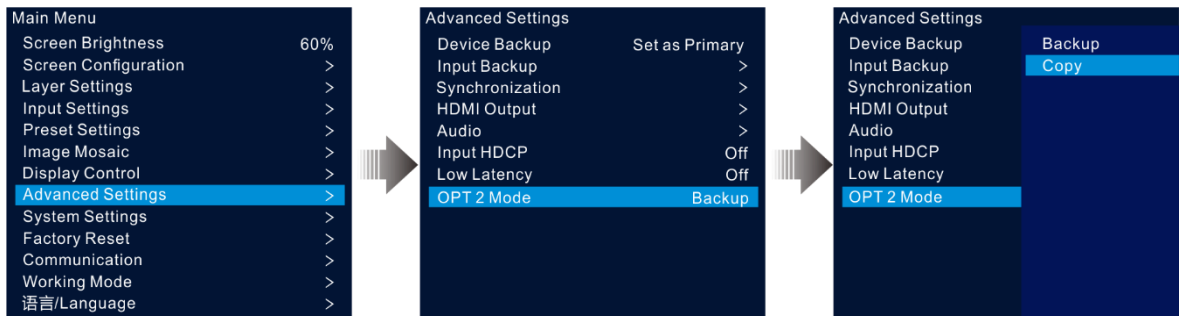 Main Menu
Screen Brightness 60%
Screen Configuration >
Layer Settings >
Input Settings >
Preset Settings >
Image Mosaic >
Display Control >
Advanced Settings >
System Settings >
Factory Reset >
Communication >
Working Mode >
语言/Language >
Advanced Settings
Device Backup Set as Primary
Input Backup >
Synchronization >
HDMI Output >
Audio >
Input HDCP Off
Low Latency Off
OPT 2 Mode Backup
Advanced Settings
Device Backup Backup
Input Backup Copy
Synchronization
HDMI Output
Audio
Input HDCP
Low Latency
OPT 2 Mode